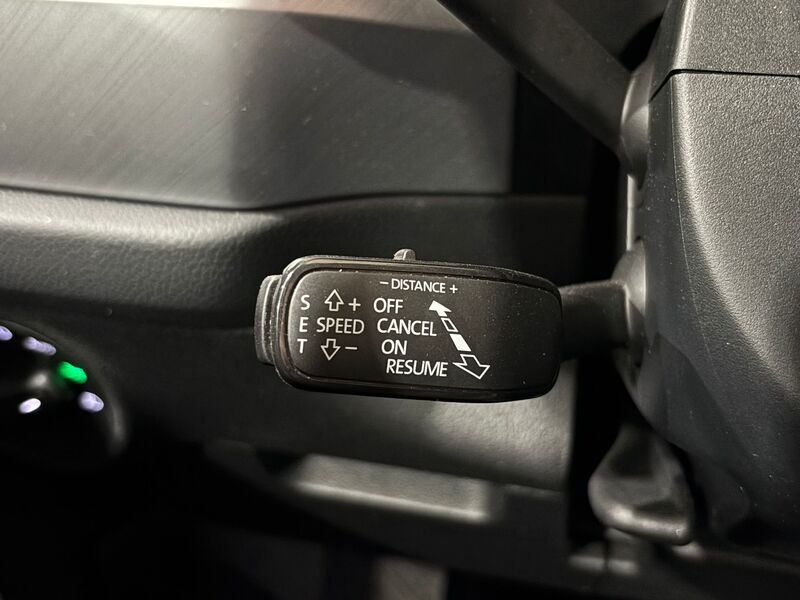 - DISTANCE +
S + OFF
E SPEED CANCEL
T - ON
RESUME